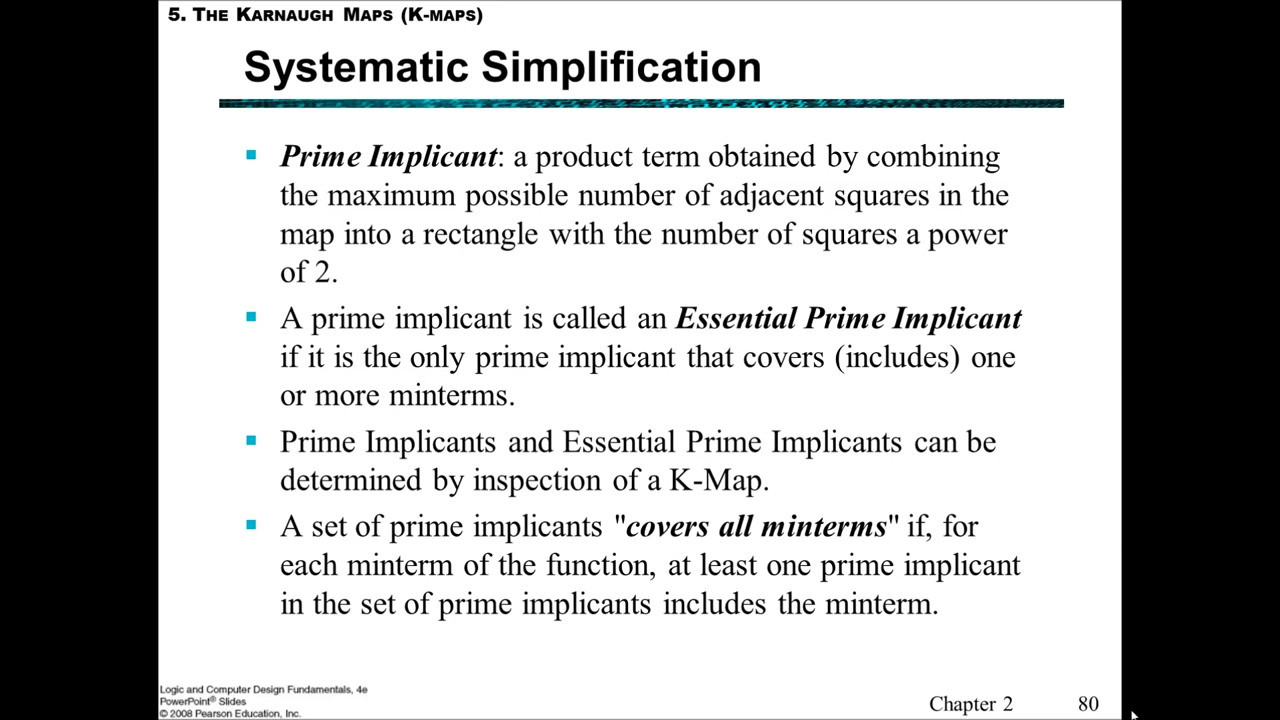 5. THE KARNAUGH MAPS (K-MAPS)
Systematic Simplification
▪ Prime Implicant: a product term obtained by combining
the maximum possible number of adjacent squares in the
map into a rectangle with the number of squares a power
of 2.
▪ A prime implicant is called an Essential Prime Implicant
if it is the only prime implicant that covers (includes) one
or more minterms.
▪ Prime Implicants and Essential Prime Implicants can be
determined by inspection of a K-Map.
▪ A set of prime implicants "covers all minterms" if, for
each minterm of the function, at least one prime implicant
in the set of prime implicants includes the minterm.
Logic and Computer Design Fundamentals, 4e
PowerPoint® Slides
© 2008 Pearson Education, Inc.
Chapter 2 80